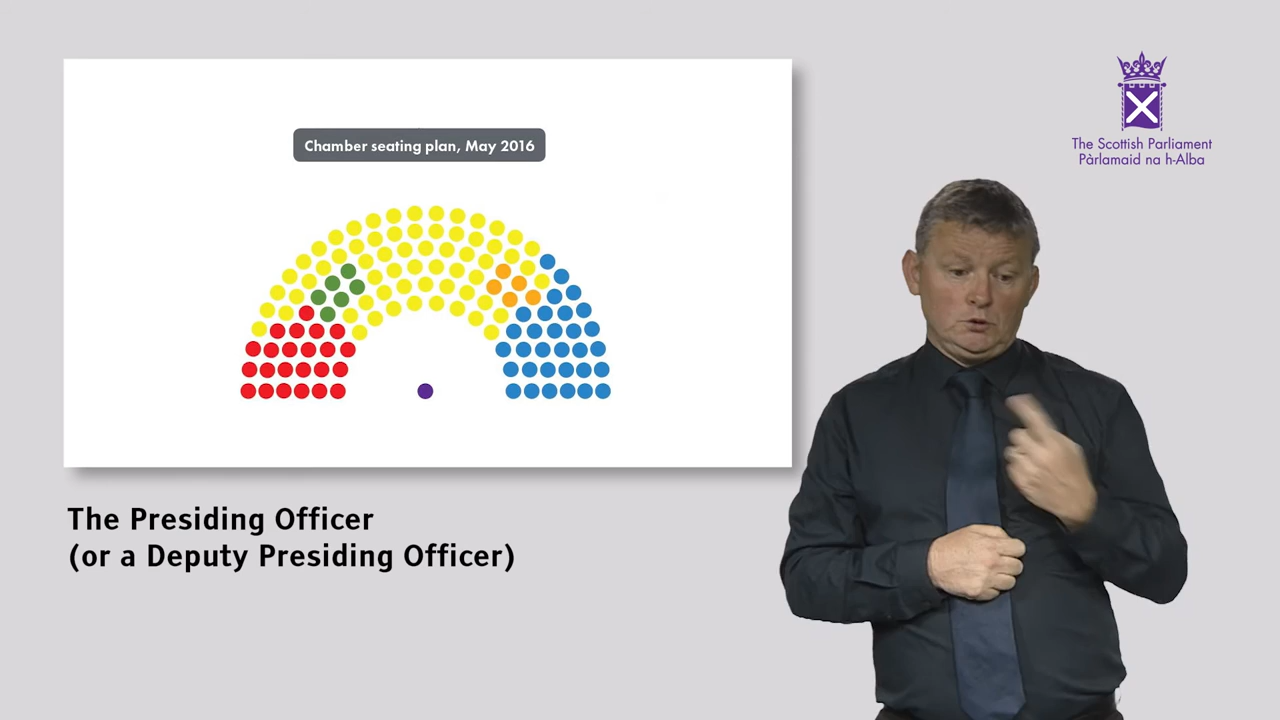 Chamber seating plan, May 2016
The Scottish Parliament
Pàrlamaid na h-Alba
The Presiding Officer
(or a Deputy Presiding Officer)